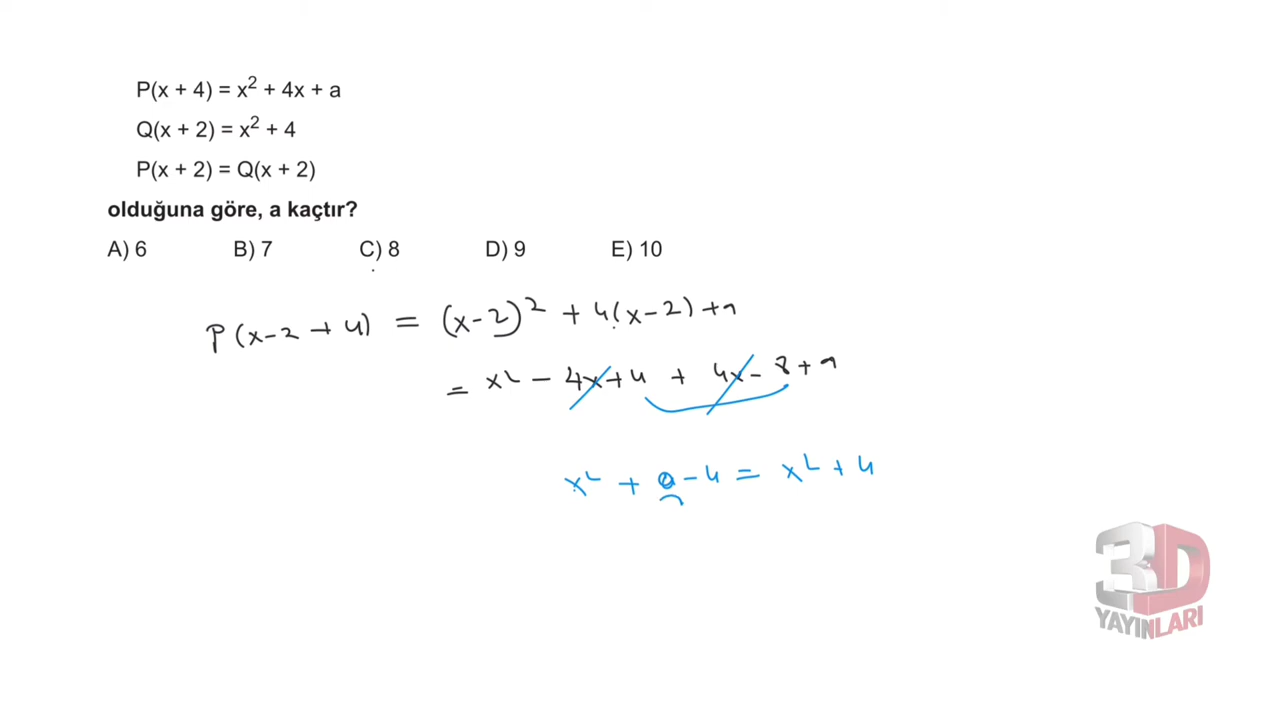 P(x + 4) = x² + 4x + a
Q(x + 2) = x² + 4
P(x + 2) = Q(x + 2)
olduğuna göre, a kaçtır?
A) 6 B) 7 C) 8 D) 9 E) 10
P(x-2+4) = (x-2)² + 4(x-2) + a
= x² - 4x + 4 + 4x - 8 + a
x² + a - 4 = x² + 4
3D
YAYINLARI